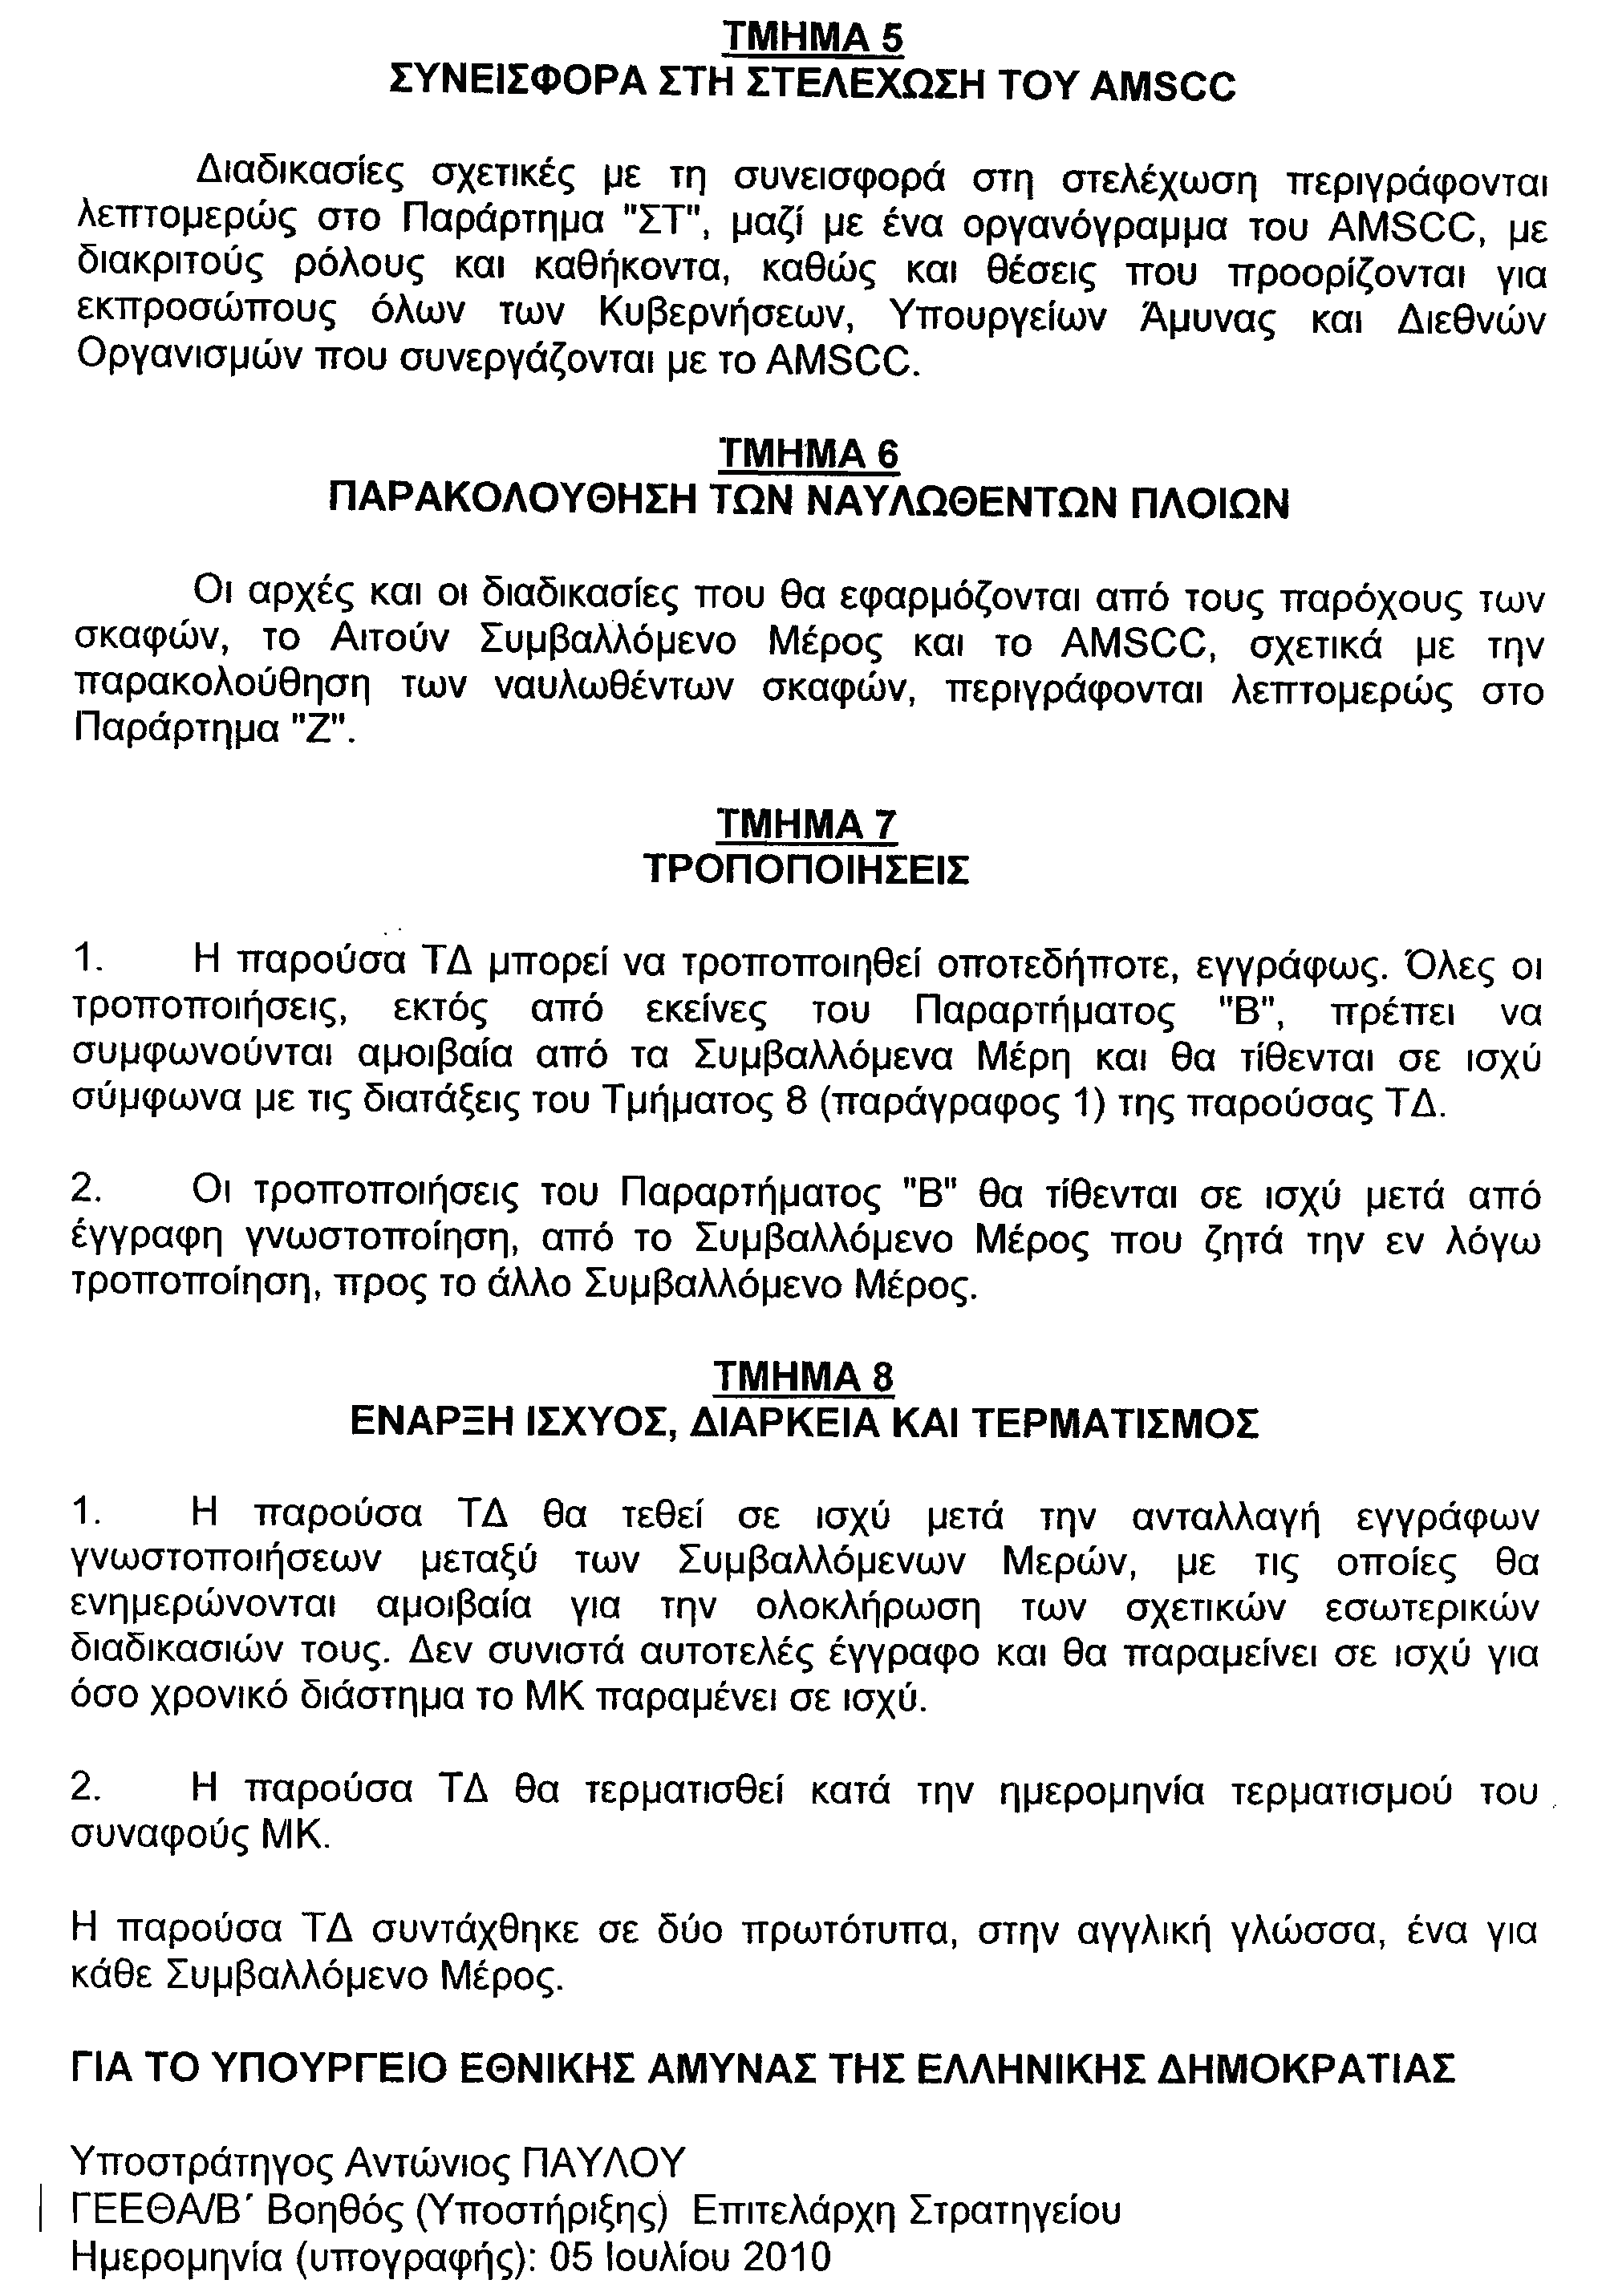 ΤΜΗΜΑ 5
ΣΥΝΕΙΣΦΟΡΑ ΣΤΗ ΣΤΕΛΕΧΩΣΗ ΤΟΥ AMSCC
Διαδικασίες σχετικές με τη συνεισφορά στη στελέχωση περιγράφονται
λεπτομερώς στο Παράρτημα "ΣΤ", μαζί με ένα οργανόγραμμα του AMSCC, με
διακριτούς ρόλους και καθήκοντα, καθώς και θέσεις που προορίζονται για
εκπροσώπους όλων των Κυβερνήσεων, Υπουργείων Άμυνας και Διεθνών
Οργανισμών που συνεργάζονται με το AMSCC.
ΤΜΗΜΑ 6
ΠΑΡΑΚΟΛΟΥΘΗΣΗ ΤΩΝ ΝΑΥΛΩΘΕΝΤΩΝ ΠΛΟΙΩΝ
Οι αρχές και οι διαδικασίες που θα εφαρμόζονται από τους παρόχους των
σκαφών, το Αιτούν Συμβαλλόμενο Μέρος και το AMSCC, σχετικά με την
παρακολούθηση των ναυλωθέντων σκαφών, περιγράφονται λεπτομερώς στο
Παράρτημα "Ζ".
ΤΜΗΜΑ 7
ΤΡΟΠΟΠΟΙΗΣΕΙΣ
1. Η παρούσα ΤΔ μπορεί να τροποποιηθεί οποτεδήποτε, εγγράφως. Όλες οι
τροποποιήσεις, εκτός από εκείνες του Παραρτήματος "Β", πρέπει να
συμφωνούνται αμοιβαία από τα Συμβαλλόμενα Μέρη και θα τίθενται σε ισχύ
σύμφωνα με τις διατάξεις του Τμήματος 8 (παράγραφος 1) της παρούσας ΤΔ.
2. Οι τροποποιήσεις του Παραρτήματος "Β" θα τίθενται σε ισχύ μετά από
έγγραφη γνωστοποίηση, από το Συμβαλλόμενο Μέρος που ζητά την εν λόγω
τροποποίηση, προς το άλλο Συμβαλλόμενο Μέρος.
ΤΜΗΜΑ 8
ΕΝΑΡΞΗ ΙΣΧΥΟΣ, ΔΙΑΡΚΕΙΑ ΚΑΙ ΤΕΡΜΑΤΙΣΜΟΣ
1. Η παρούσα ΤΔ θα τεθεί σε ισχύ μετά την ανταλλαγή εγγράφων
γνωστοποιήσεων μεταξύ των Συμβαλλόμενων Μερών, με τις οποίες θα
ενημερώνονται αμοιβαία για την ολοκλήρωση των σχετικών εσωτερικών
διαδικασιών τους. Δεν συνιστά αυτοτελές έγγραφο και θα παραμείνει σε ισχύ για
όσο χρονικό διάστημα το ΜΚ παραμένει σε ισχύ.
2. Η παρούσα ΤΔ θα τερματισθεί κατά την ημερομηνία τερματισμού του
συναφούς ΜΚ.
Η παρούσα ΤΔ συντάχθηκε σε δύο πρωτότυπα, στην αγγλική γλώσσα, ένα για
κάθε Συμβαλλόμενο Μέρος.
ΓΙΑ ΤΟ ΥΠΟΥΡΓΕΙΟ ΕΘΝΙΚΗΣ ΑΜΥΝΑΣ ΤΗΣ ΕΛΛΗΝΙΚΗΣ ΔΗΜΟΚΡΑΤΙΑΣ
Υποστράτηγος Αντώνιος ΠΑΥΛΟΥ
ΓΕΕΘΑ/Β΄ Βοηθός (Υποστήριξης) Επιτελάρχη Στρατηγείου
Ημερομηνία (υπογραφής): 05 Ιουλίου 2010